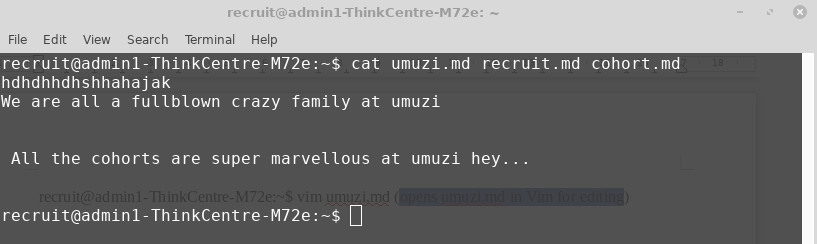 recruit@admin1-ThinkCentre-M72e: ~
File Edit View Search Terminal Help
recruit@admin1-ThinkCentre-M72e:~$ cat umuzi.md recruit.md cohort.md
18
hdhdhhdhshhahajak
We are all a fullblown crazy family at umuzi
All the cohorts are super marvellous at umuzi hey...
recruit@admin1-ThinkCentre-M72e:~$ vim umuzi.md (opens umuzi.md in Vim for editing)
recruit@admin1-ThinkCentre-M72e:~$